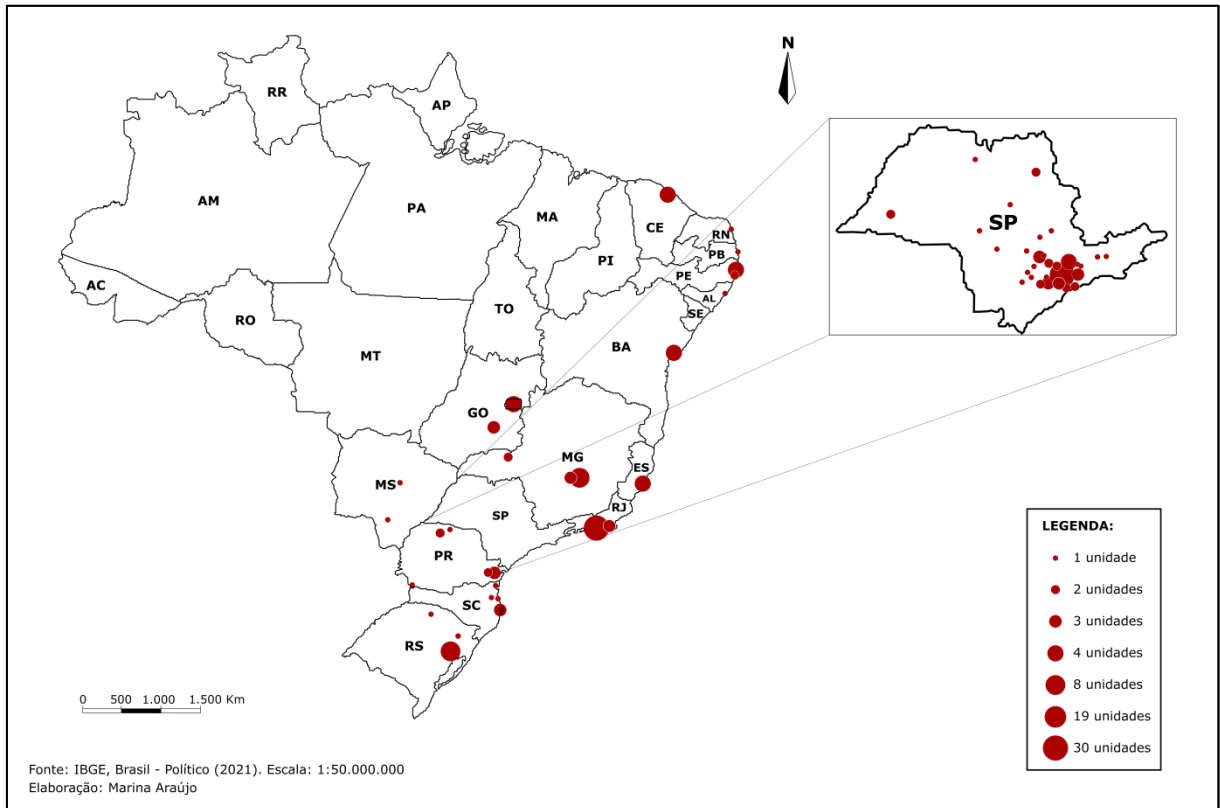 N
RR
AP
AM
PA
MA
CE
RN
PB
PI
PE
AL
SE
AC
TO
RO
BA
MT
GO
MG
ES
MS
RJ
SP
PR
SC
RS
SP
LEGENDA:
1 unidade
2 unidades
3 unidades
4 unidades
8 unidades
19 unidades
30 unidades
0 500 1.000 1.500 Km
Fonte: IBGE, Brasil - Político (2021). Escala: 1:50.000.000
Elaboração: Marina Araújo